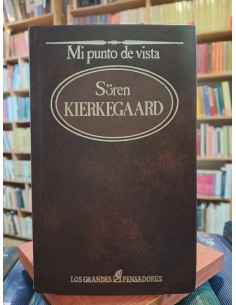 Mi punto de vista
Sören
KIERKEGAARD
LOS GRANDES PENSADORES